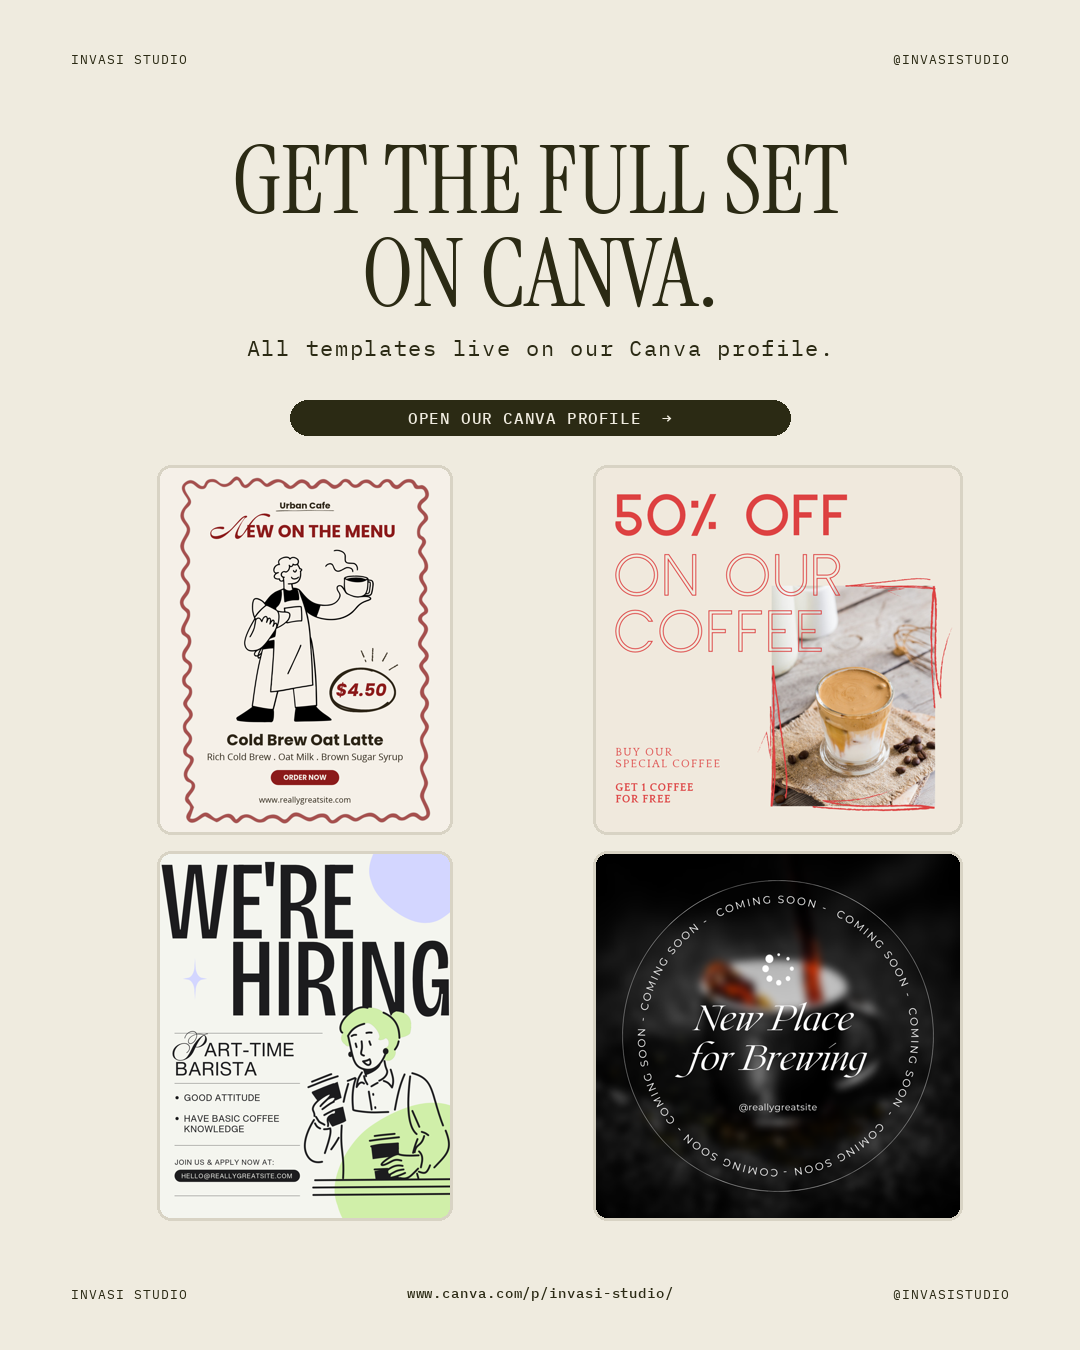 INVASI STUDIO
@INVASISTUDIO
GET THE FULL SET
ON CANVA.
All templates live on our Canva profile.
OPEN OUR CANVA PROFILE →
Urban Cafe
NEW ON THE MENU
$4.50
Cold Brew Oat Latte
Rich Cold Brew . Oat Milk . Brown Sugar Syrup
ORDER NOW
www.reallygreatsite.com
50% OFF
ON OUR
COFFEE
BUY OUR
SPECIAL COFFEE
GET 1 COFFEE
FOR FREE
WE'RE
HIRING
PART-TIME
BARISTA
• GOOD ATTITUDE
• HAVE BASIC COFFEE
KNOWLEDGE
JOIN US & APPLY NOW AT:
HELLO@REALLYGREATSITE.COM
COMING SOON - COMING SOON - COMING SOON - COMING SOON - COMING SOON - COMING SOON - COMING SOON -
New Place
for Brewing
@reallygreatsite
INVASI STUDIO
www.canva.com/p/invasi-studio/
@INVASISTUDIO